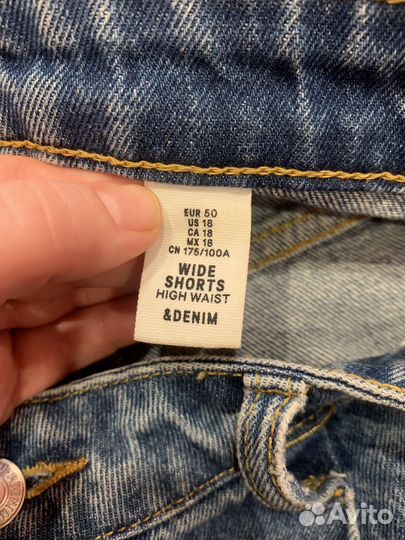 EUR 50
US 18
CA 18
MX 18
CN 175/100A
WIDE
SHORTS
HIGH WAIST
&DENIM
Avito